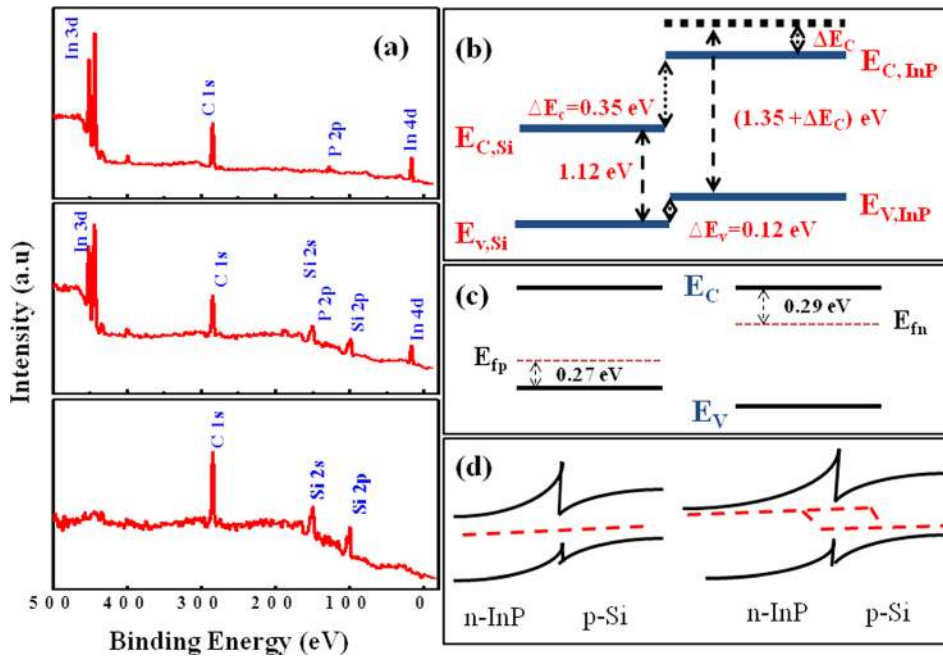 (a)
In 3d
C 1s
P 2p
In 4d
In 3d
C 1s
Si 2s
P 2p
Si 2p
In 4d
C 1s
Si 2s
Si 2p
Intensity (a.u)
500 400 300 200 100 0
Binding Energy (eV)
(b)
ΔE_C
E_C, InP
ΔE_c=0.35 eV
(1.35 +ΔE_C) eV
E_C,Si
1.12 eV
E_V,InP
E_v,Si
ΔE_v=0.12 eV
(c)
E_C
0.29 eV
E_fn
E_fp
0.27 eV
E_V
(d)
n-InP p-Si n-InP p-Si